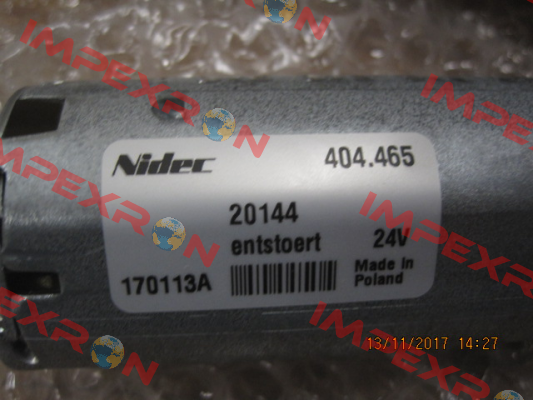 Nidec 404.465
20144
entstoert 24V
170113A Made in
Poland
13/11/2017 14:27
IMPEXRON
IMPEXRON
IMPEXRON
IMPEXRON
IMPEXRON